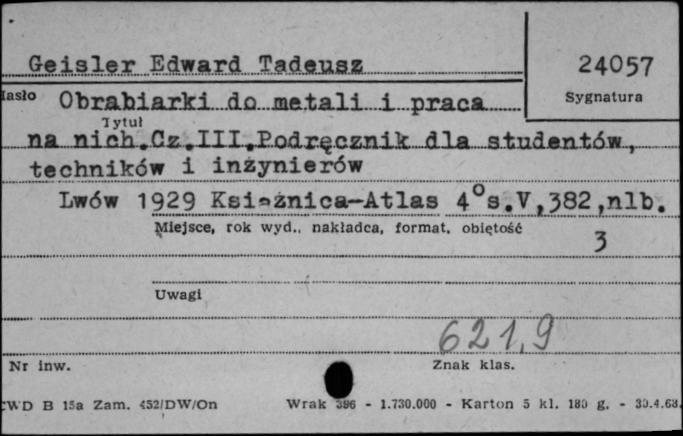 Geisler Edward Tadeusz
24057
Hasło
Sygnatura
Obrabiarki do metali i praca
Tytuł
na nich.Cz.III.Podręcznik dla studentów,
techników i inżynierów
Lwów 1929 Książnica-Atlas 4°s.V,382,nlb.
Miejsce, rok wyd., nakładca, format, objętość
3
Uwagi
621,9
Nr inw.
Znak klas.
CWD B 15a Zam. 452/DW/On Wrak 396 - 1.730.000 - Karton 5 kl. 180 g. - 30.4.68.